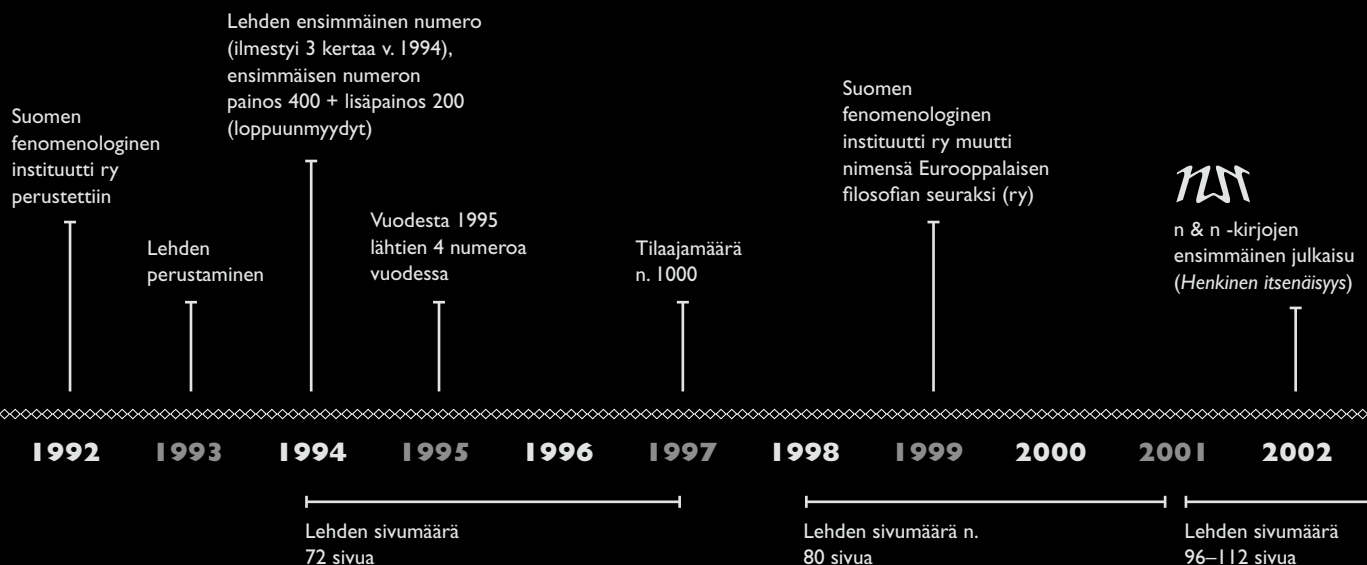 Suomen
fenomenologinen
instituutti ry
perustettiin
Lehden
perustaminen
Lehden ensimmäinen numero
(ilmestyi 3 kertaa v. 1994),
ensimmäisen numeron
painos 400 + lisäpainos 200
(loppuunmyydyt)
Vuodesta 1995
lähtien 4 numeroa
vuodessa
Tilaajamäärä
n. 1000
Suomen
fenomenologinen
instituutti ry muutti
nimensä Eurooppalaisen
filosofian seuraksi (ry)
n & n -kirjojen
ensimmäinen julkaisu
(Henkinen itsenäisyys)
1992 1993 1994 1995 1996 1997 1998 1999 2000 2001 2002
Lehden sivumäärä
72 sivua
Lehden sivumäärä n.
80 sivua
Lehden sivumäärä
96–112 sivua